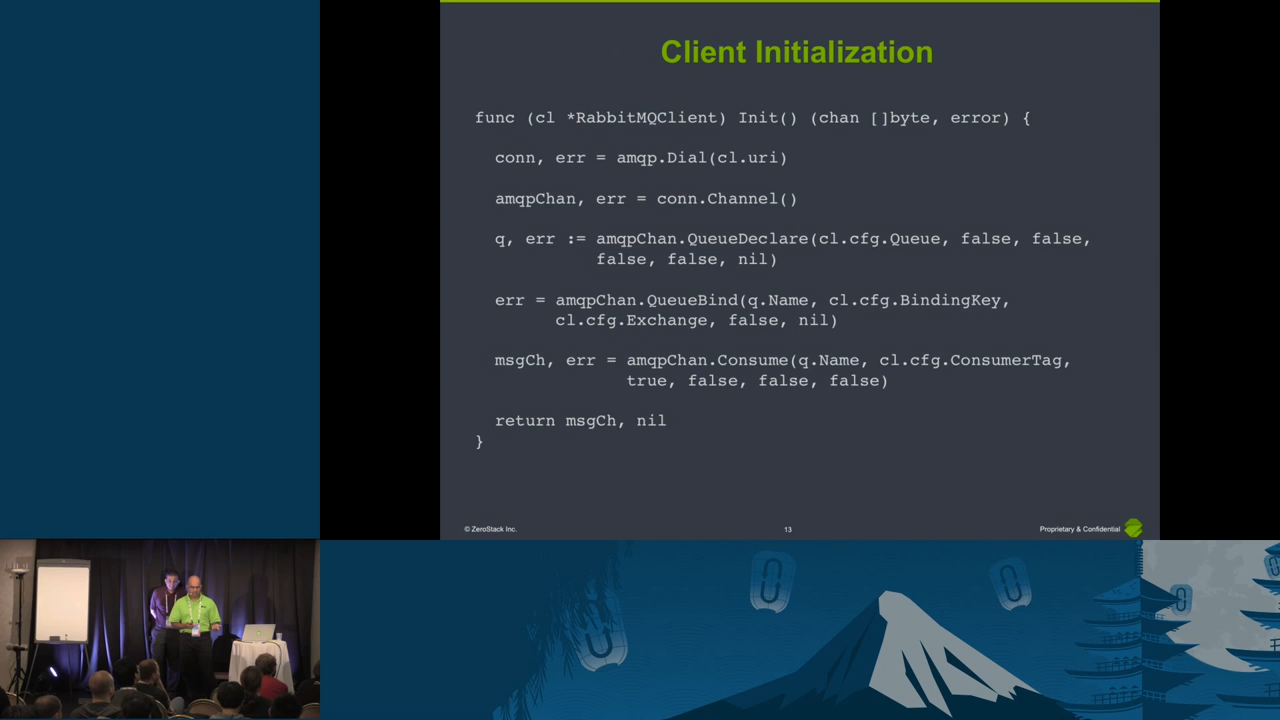 Client Initialization
func (cl *RabbitMQClient) Init() (chan []byte, error) {
conn, err = amqp.Dial(cl.uri)
amqpChan, err = conn.Channel()
q, err := amqpChan.QueueDeclare(cl.cfg.Queue, false, false,
false, false, nil)
err = amqpChan.QueueBind(q.Name, cl.cfg.BindingKey,
cl.cfg.Exchange, false, nil)
msgCh, err = amqpChan.Consume(q.Name, cl.cfg.ConsumerTag,
true, false, false, false)
return msgCh, nil
}
© ZeroStack Inc.
13
Proprietary & Confidential